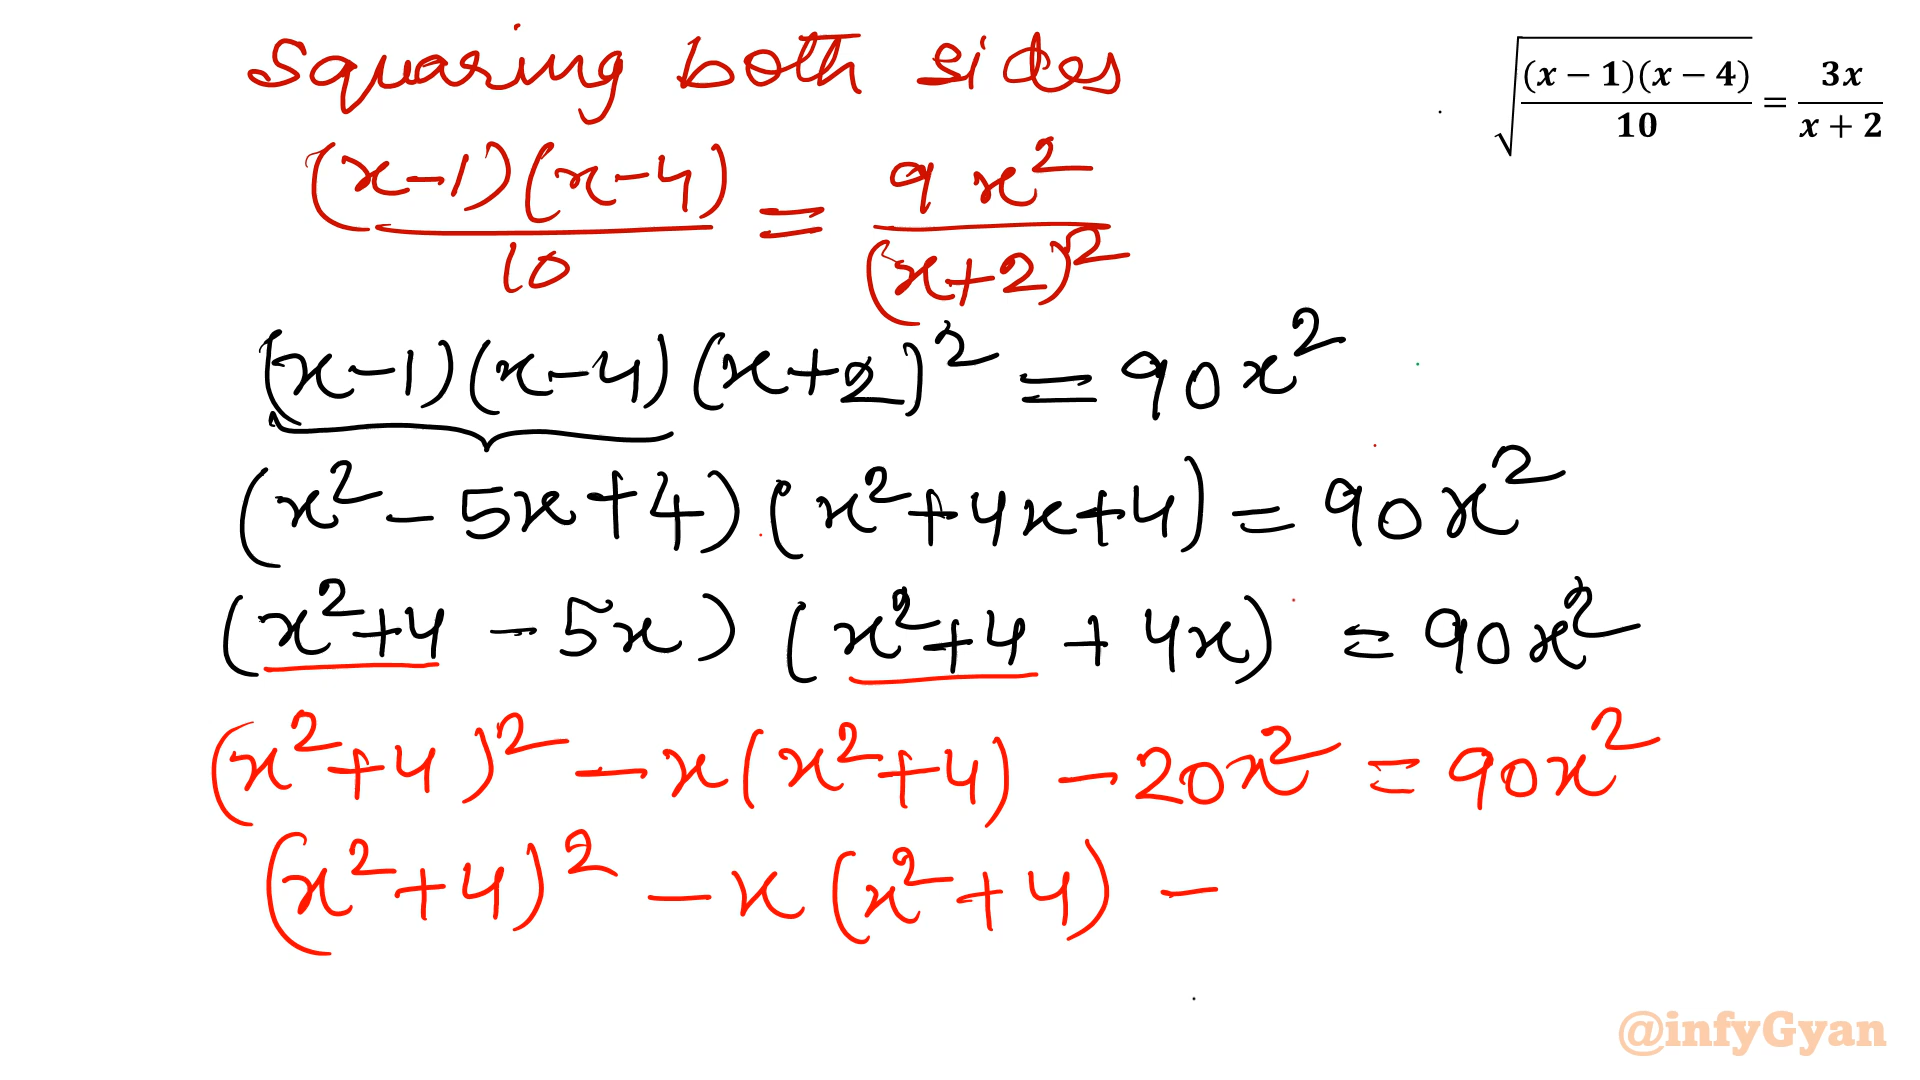 Squaring both sides
√((x − 1)(x − 4)/10) = 3x/(x + 2)
(x-1)(x-4)/10 = 9x²/(x+2)²
(x-1)(x-4)(x+2)² = 90x²
(x² - 5x + 4)(x² + 4x + 4) = 90x²
(x²+4 - 5x)(x²+4 + 4x) = 90x²
(x²+4)² - x(x²+4) - 20x² = 90x²
(x²+4)² - x(x²+4) -
@infyGyan